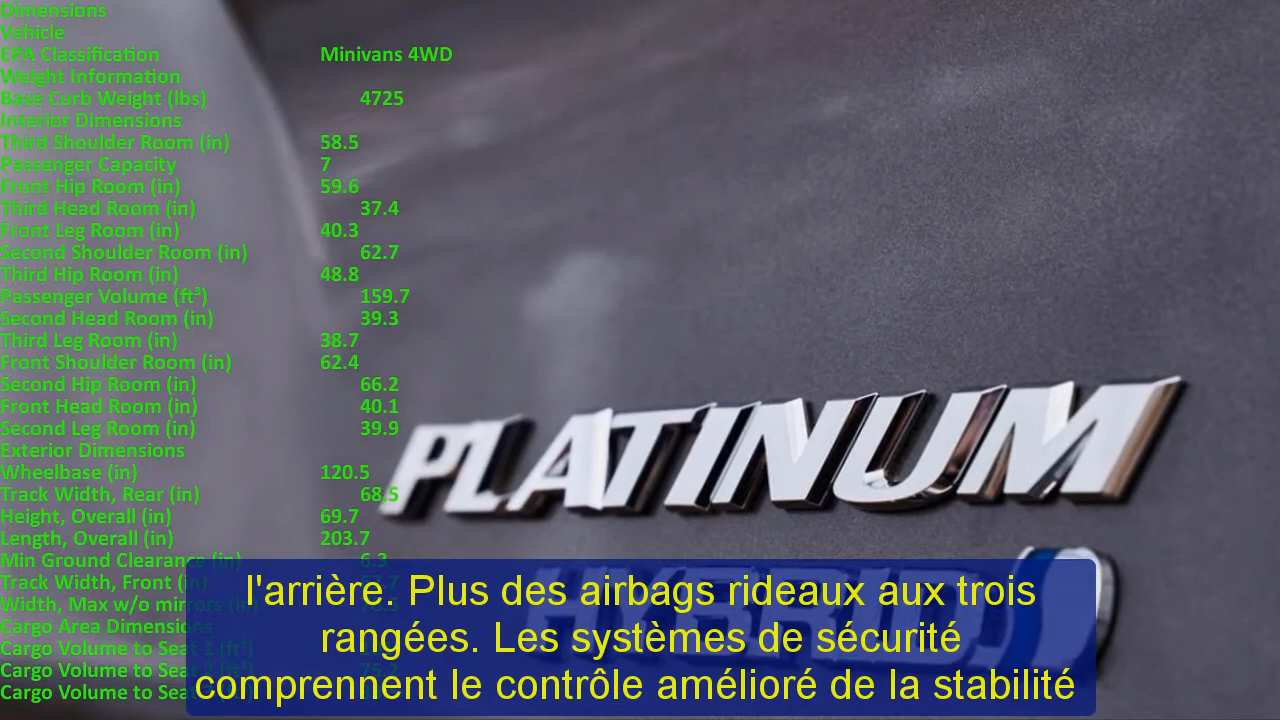 Dimensions
Vehicle
EPA Classification Minivans 4WD
Weight Information
Base Curb Weight (lbs) 4725
Interior Dimensions
Third Shoulder Room (in) 58.5
Passenger Capacity 7
Front Hip Room (in) 59.6
Third Head Room (in) 37.4
Front Leg Room (in) 40.3
Second Shoulder Room (in) 62.7
Third Hip Room (in) 48.8
Passenger Volume (ft³) 159.7
Second Head Room (in) 39.3
Third Leg Room (in) 38.7
Front Shoulder Room (in) 62.4
Second Hip Room (in) 66.2
Front Head Room (in) 40.1
Second Leg Room (in) 39.9
Exterior Dimensions
Wheelbase (in) 120.5
Track Width, Rear (in) 68.5
Height, Overall (in) 69.7
Length, Overall (in) 203.7
Min Ground Clearance (in) 6.3
Track Width, Front (in)
Width, Max w/o mirrors (in)
Cargo Area Dimensions
Cargo Volume to Seat (ft³)
Cargo Volume to Seat (ft³)
Cargo Volume to Seat
PLATINUM
HYBRID
l'arrière. Plus des airbags rideaux aux trois
rangées. Les systèmes de sécurité
comprennent le contrôle amélioré de la stabilité